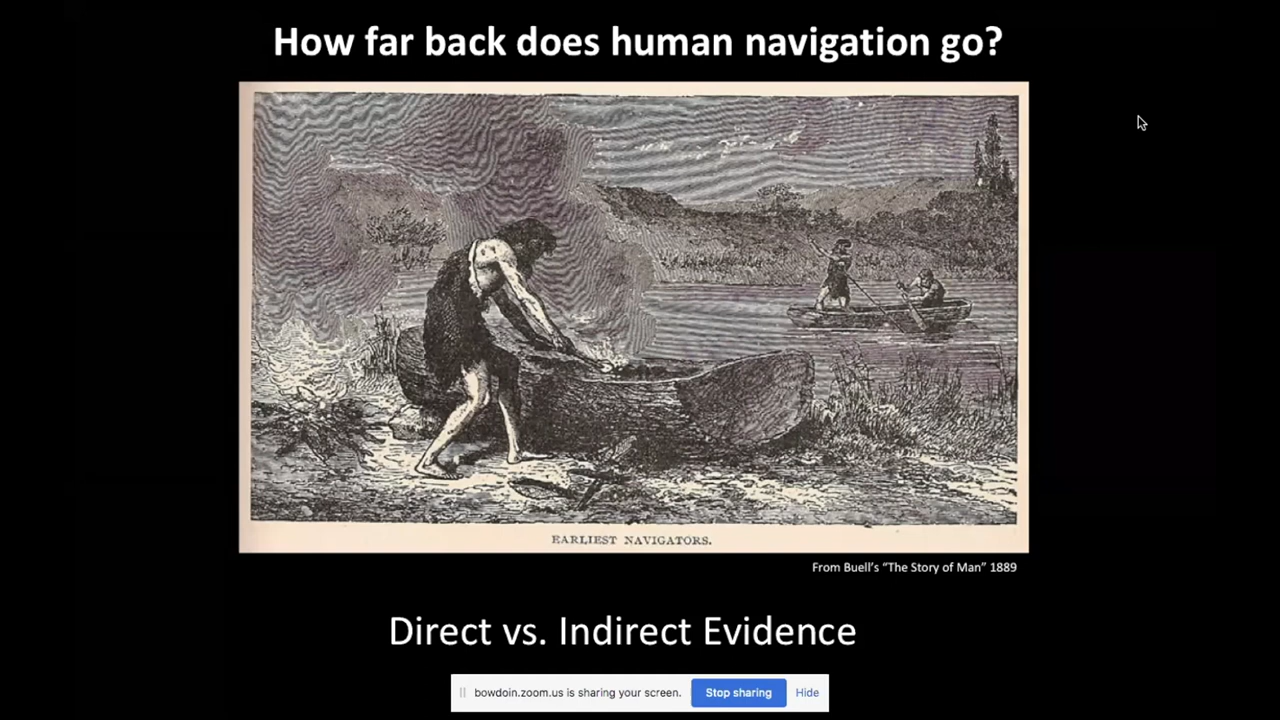 How far back does human navigation go?
EARLIEST NAVIGATORS.
From Buell's “The Story of Man” 1889
Direct vs. Indirect Evidence
bowdoin.zoom.us is sharing your screen. Stop sharing Hide